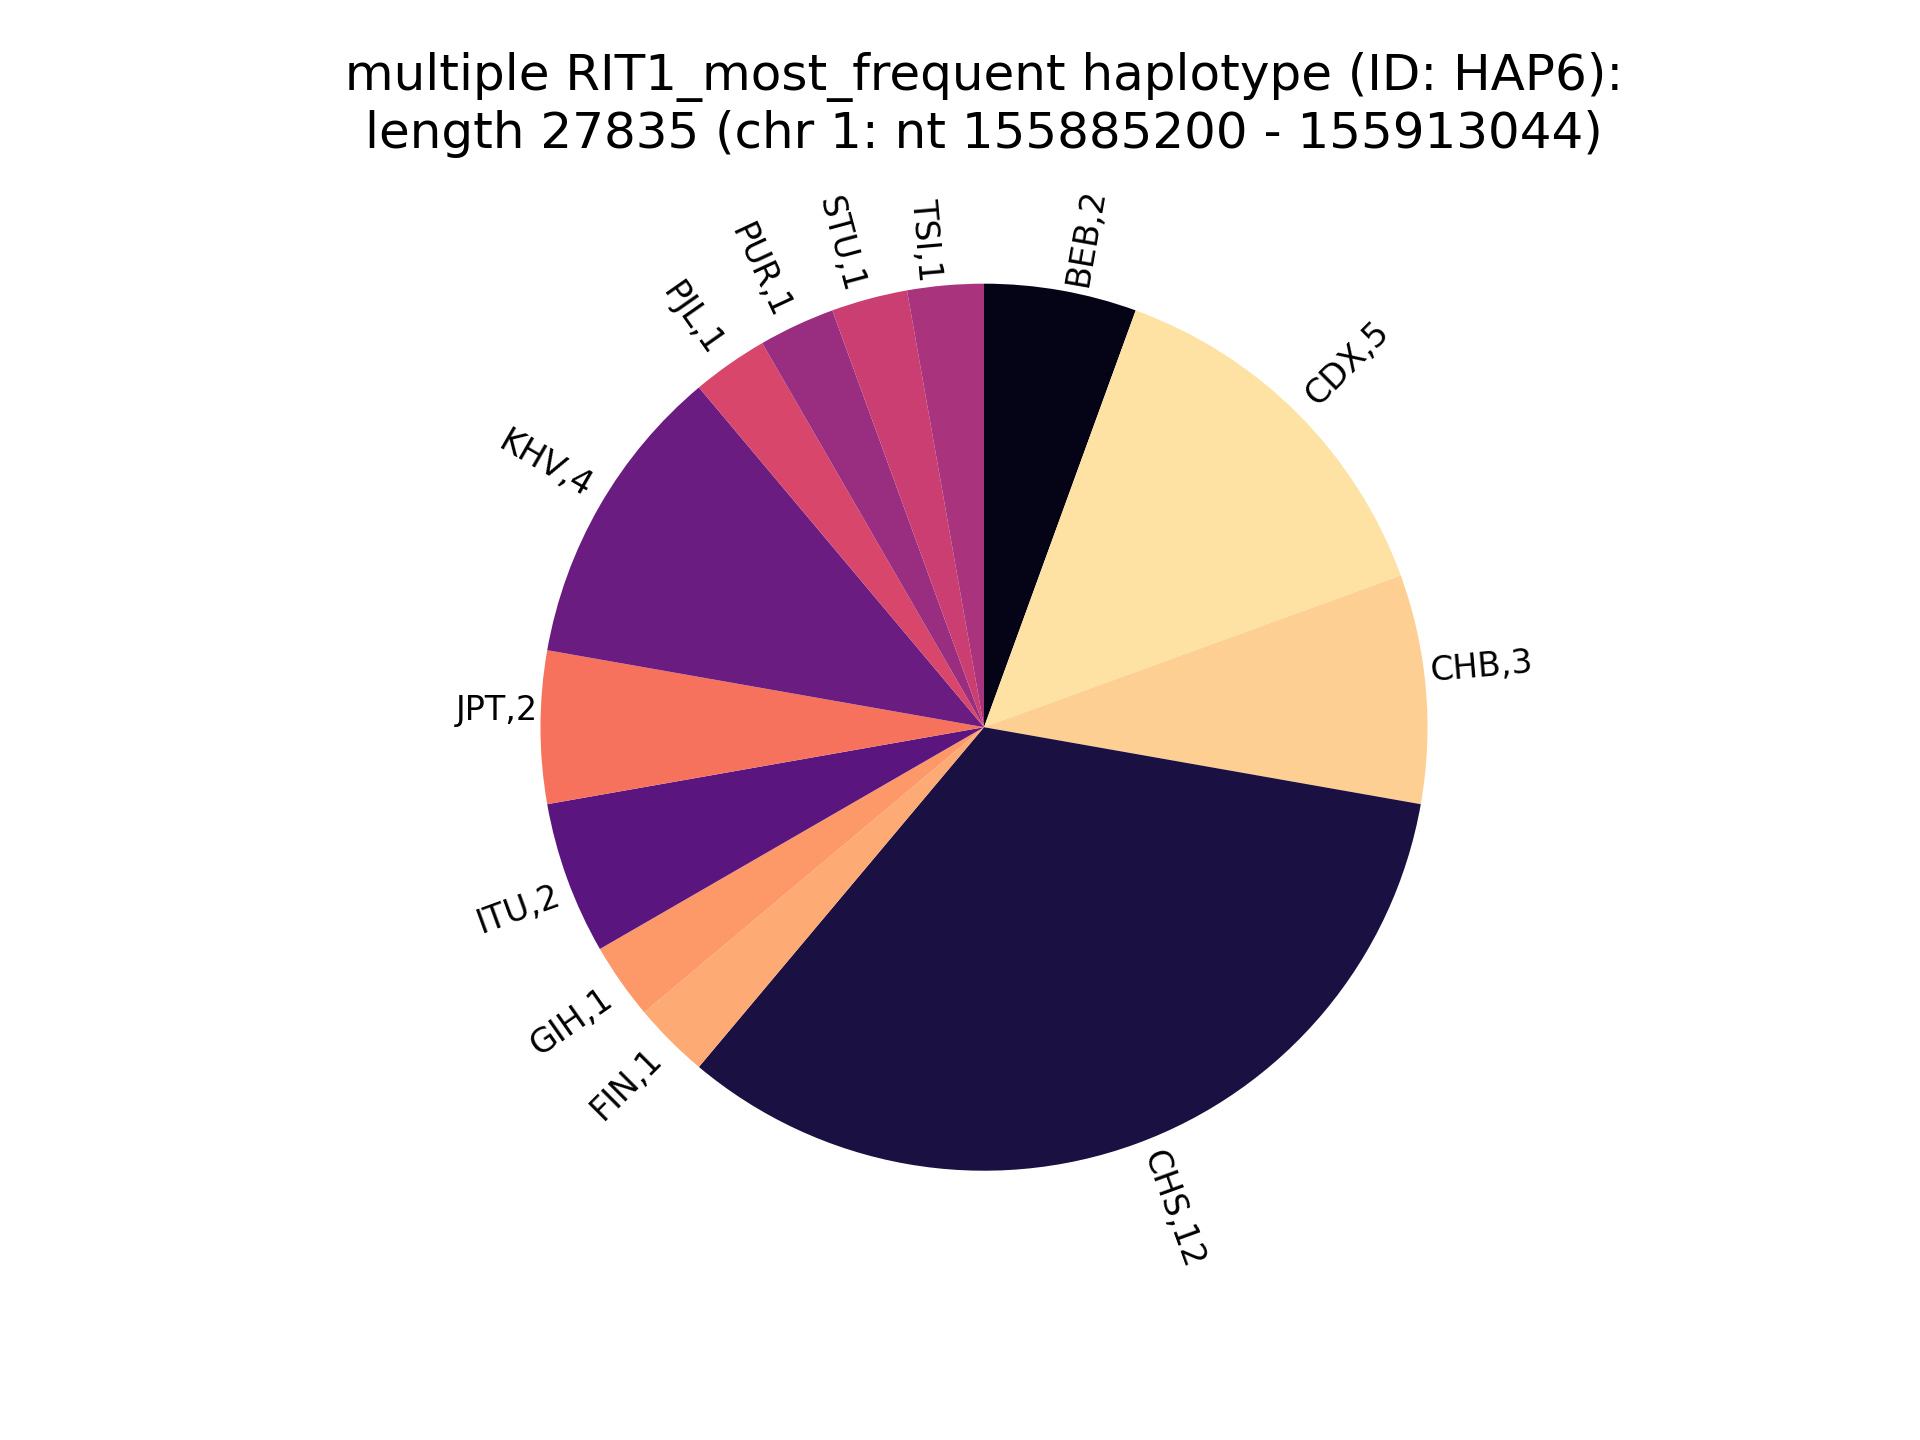 multiple RIT1_most_frequent haplotype (ID: HAP6):
length 27835 (chr 1: nt 155885200 - 155913044)
BEB,2
CDX,5
CHB,3
CHS,12
FIN,1
GIH,1
ITU,2
JPT,2
KHV,4
PJL,1
PUR,1
STU,1
TSI,1